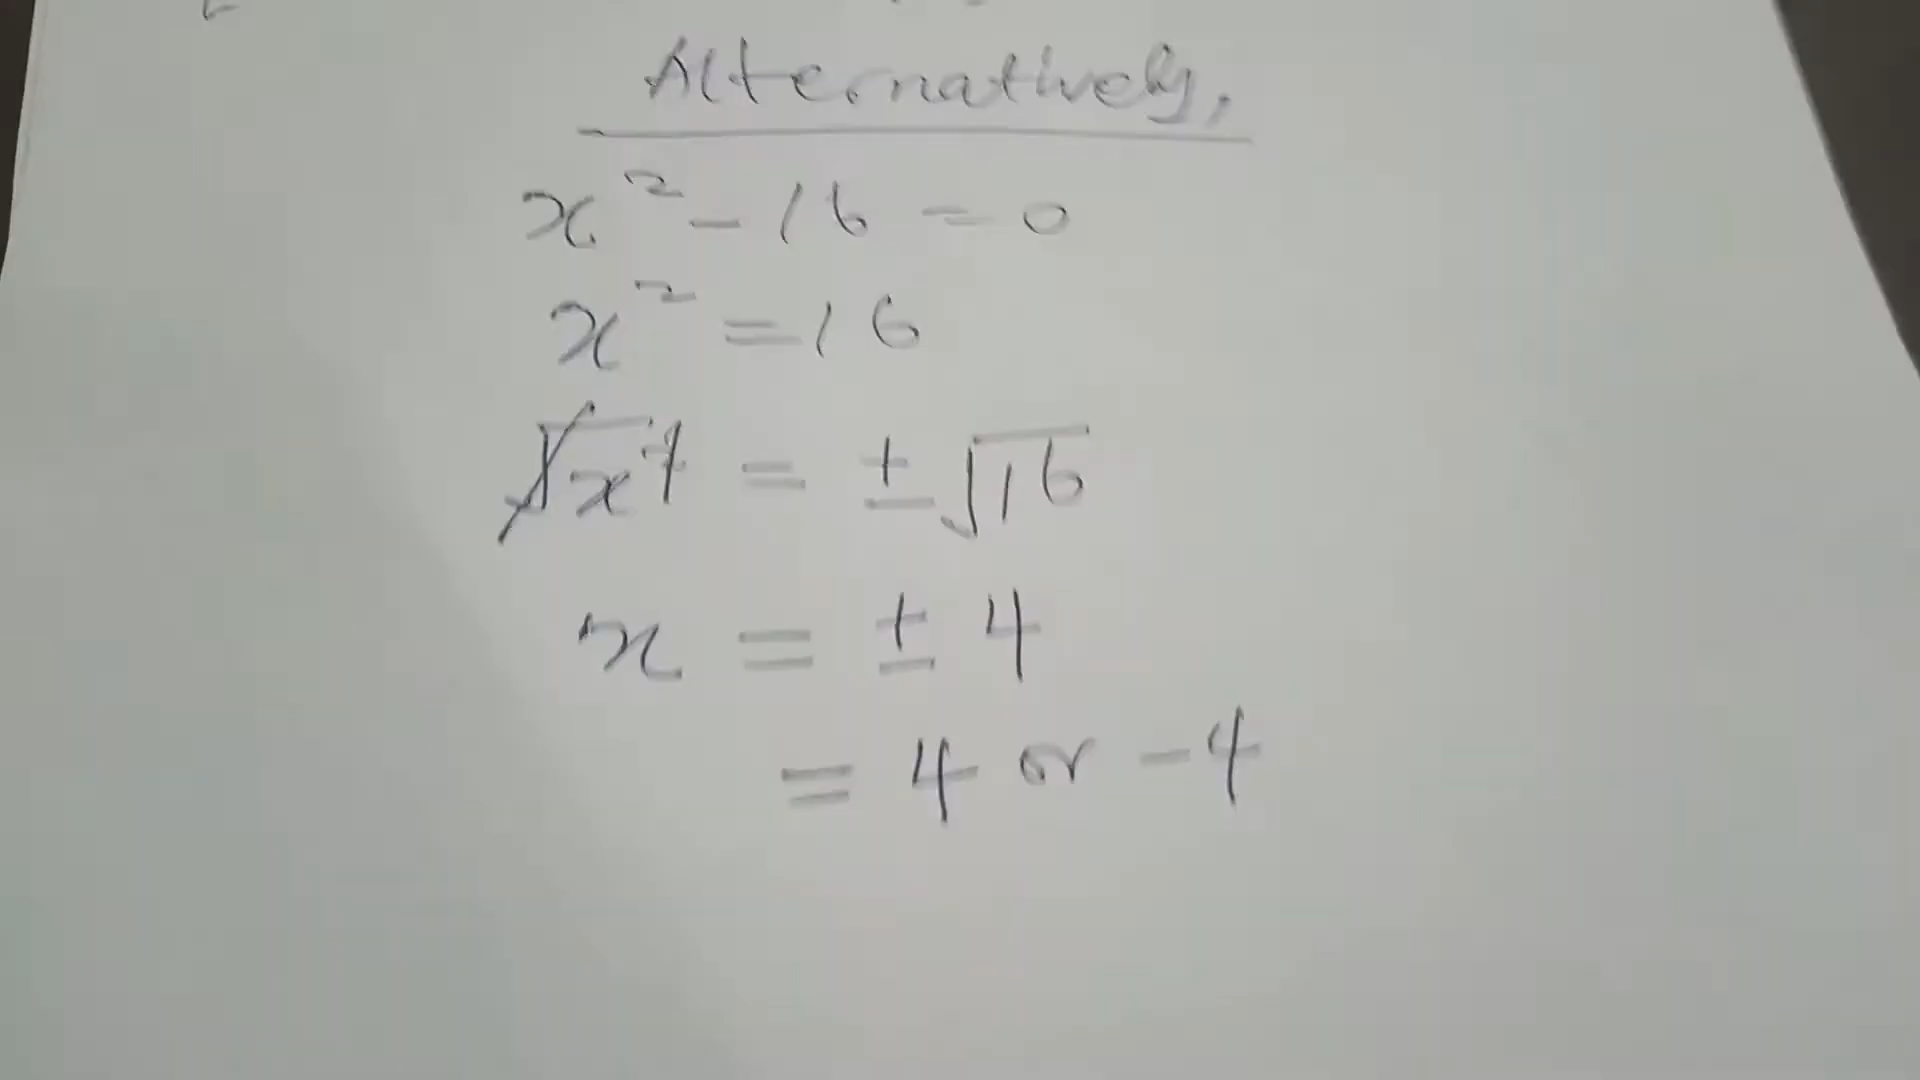 Alternatively,
x² - 16 = 0
x² = 16
√x² = ± √16
x = ± 4
= 4 or -4